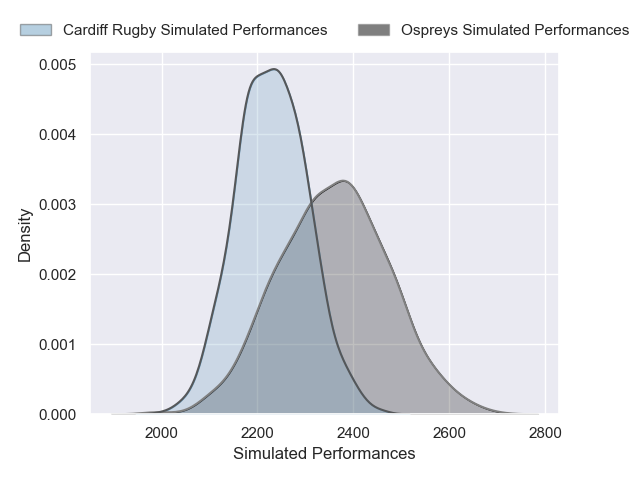 Cardiff Rugby Simulated Performances
Ospreys Simulated Performances
0.005
0.004
0.003
0.002
0.001
0.000
Density
2000
2200
2400
2600
2800
Simulated Performances